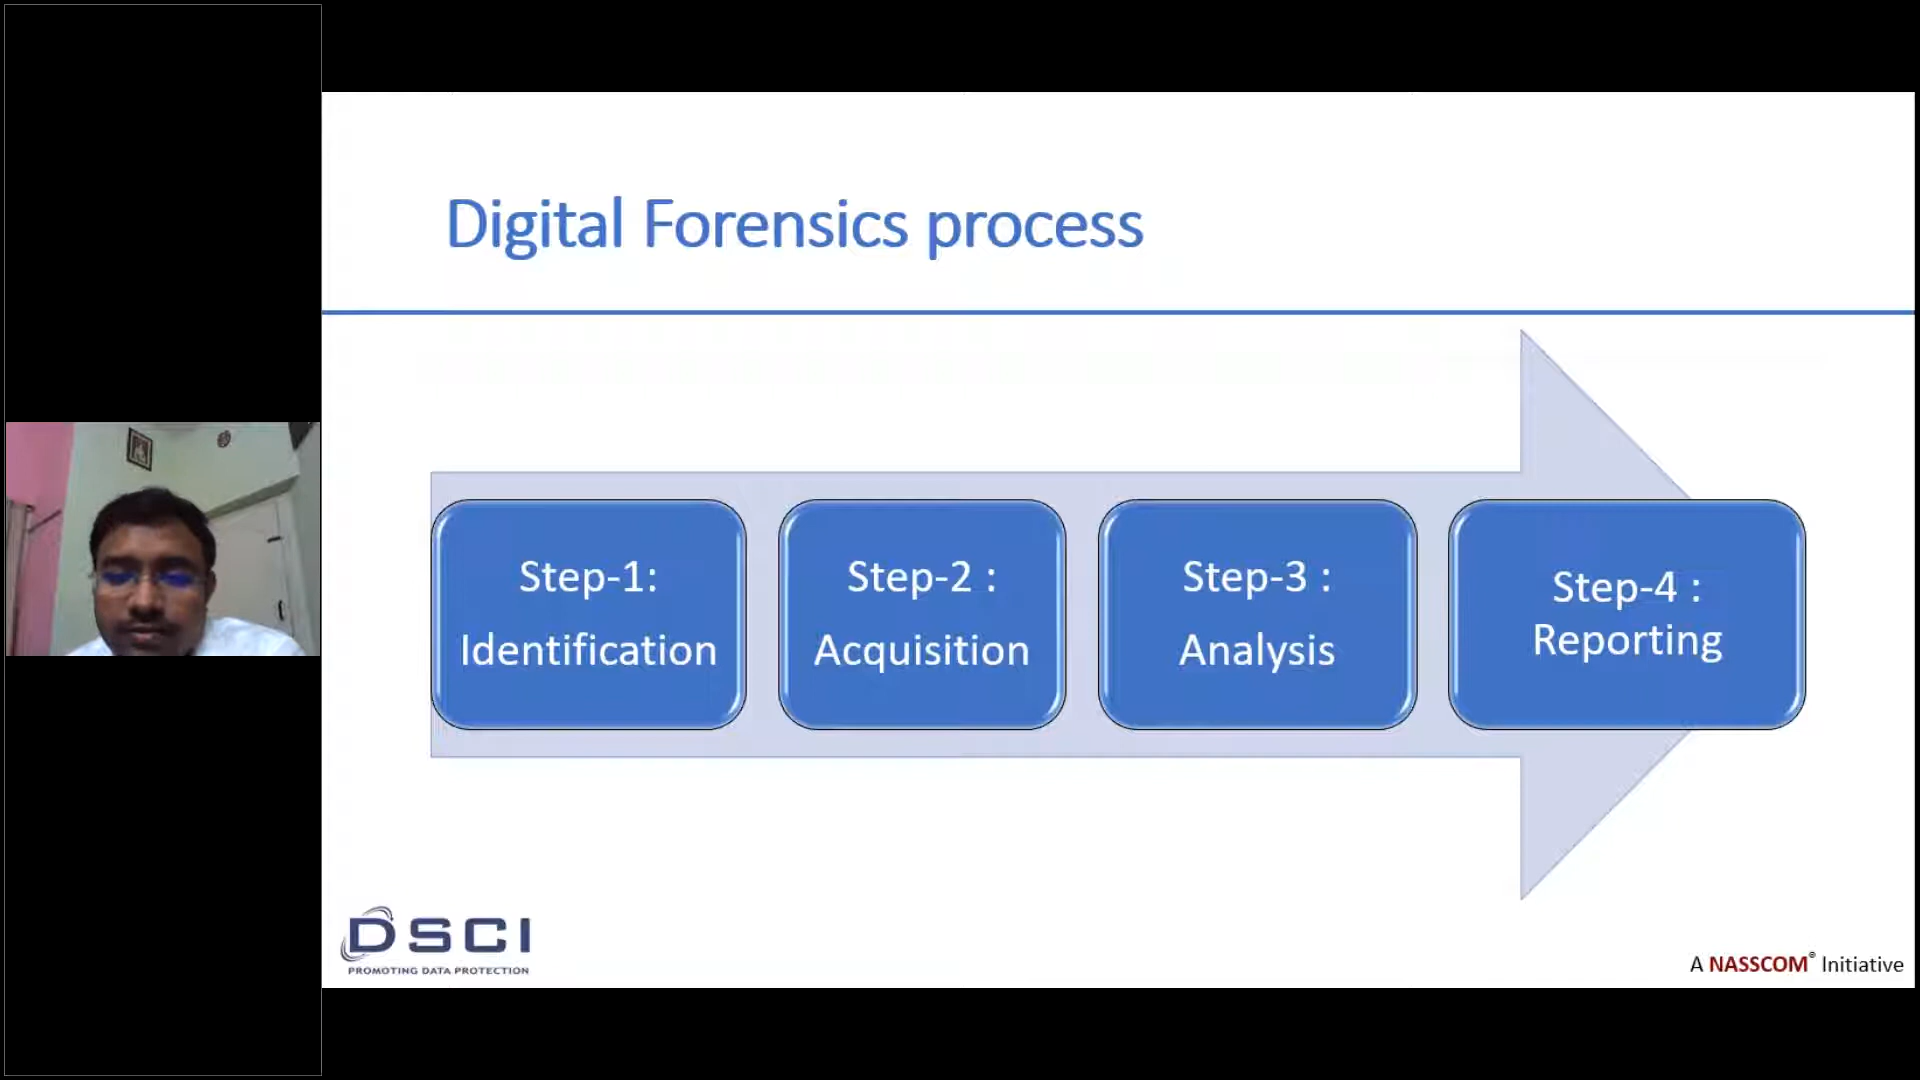 Digital Forensics process
Step-1:
Identification
Step-2 :
Acquisition
Step-3 :
Analysis
Step-4 :
Reporting
DSCI
PROMOTING DATA PROTECTION
A NASSCOM® Initiative